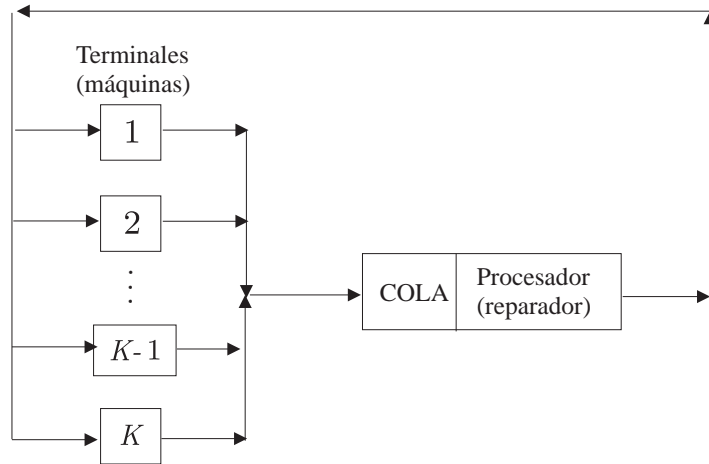 Terminales
(máquinas)
1
2
⋮
K-1
K
COLA
Procesador
(reparador)